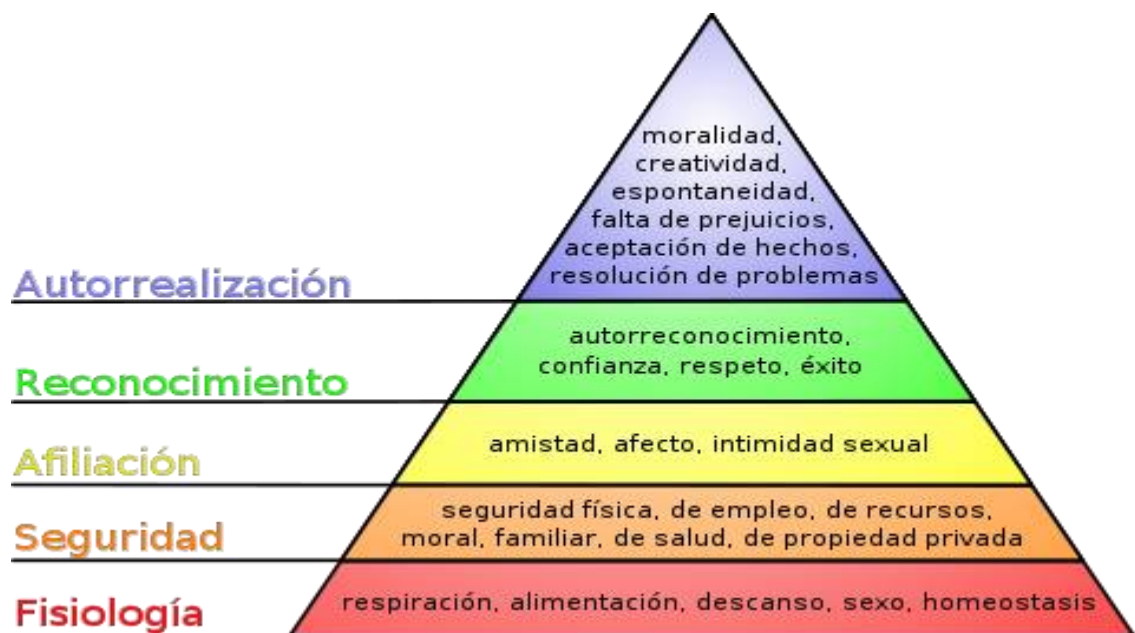 moralidad,
creatividad,
espontaneidad,
falta de prejuicios,
aceptación de hechos,
resolución de problemas
Autorrealización
autorreconocimiento,
confianza, respeto, éxito
Reconocimiento
amistad, afecto, intimidad sexual
Afiliación
seguridad física, de empleo, de recursos,
moral, familiar, de salud, de propiedad privada
Seguridad
respiración, alimentación, descanso, sexo, homeostasis
Fisiología